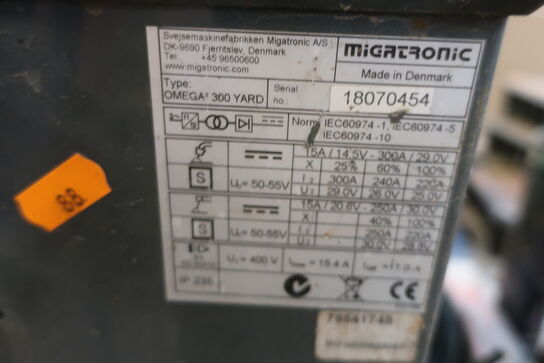 Svejsemaskinefabrikken Migatronic A/S
DK-9690 Fjerritslev, Denmark
Tel: +45 96500600
www.migatronic.com
MIGATRONIC
Made in Denmark
Type:
OMEGA² 300 YARD
Serial
no.
18070454
Norm: IEC60974 -1, IEC60974 -5
IEC60974 -10
15A / 14,5V - 300A / 29.0V
X 25% 60% 100%
S U₀= 50-55V
I₂ 300A 240A 220A
U₂ 29.0V 26.0V 25.0V
15A / 20.6V - 250A / 30.0V
X 40% 100%
S U₀= 50-55V
I₂ 250A 220A
U₂ 30.0V 28.8V
U₁ = 400 V
15.4 A
IP 23S
CE
88